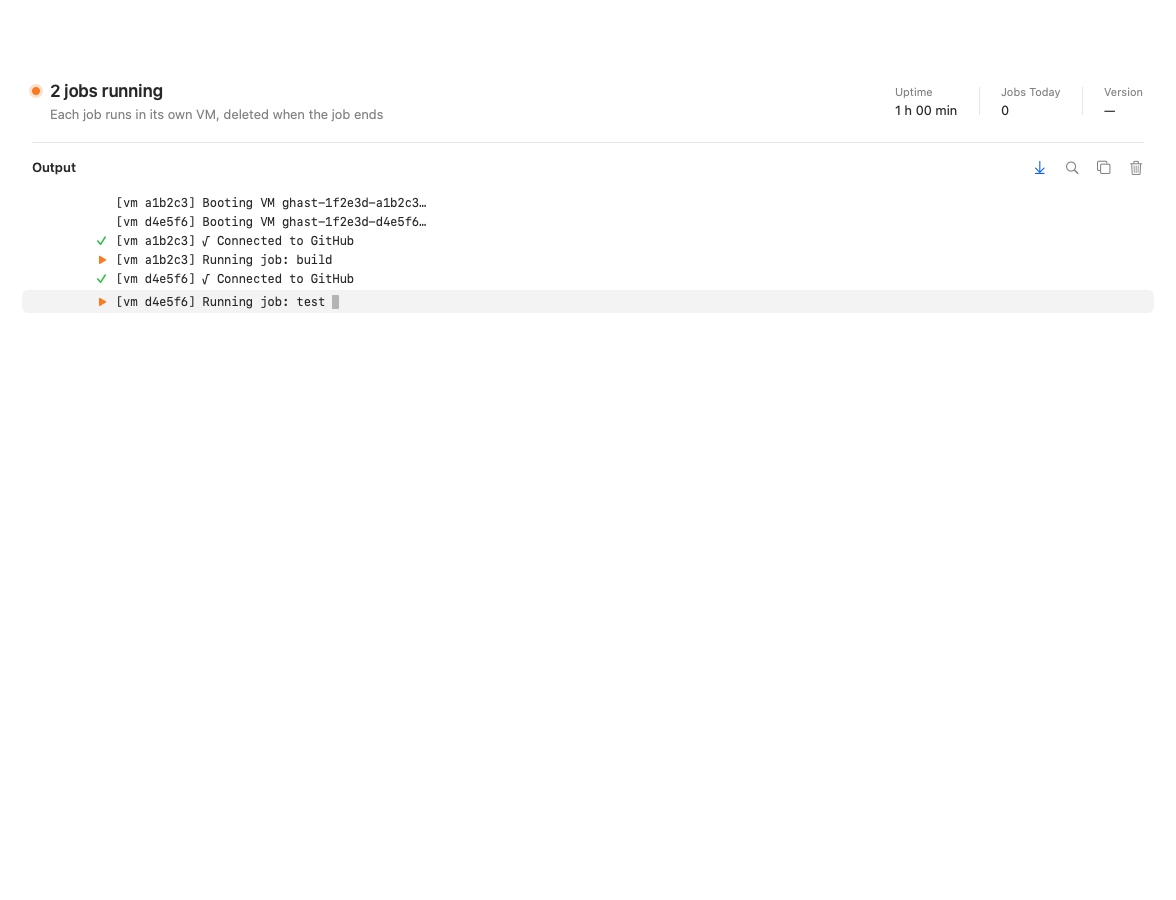 2 jobs running
Each job runs in its own VM, deleted when the job ends
Uptime
1 h 00 min
Jobs Today
0
Version
—
Output
[vm a1b2c3] Booting VM ghast-1f2e3d-a1b2c3…
[vm d4e5f6] Booting VM ghast-1f2e3d-d4e5f6…
[vm a1b2c3] √ Connected to GitHub
[vm a1b2c3] Running job: build
[vm d4e5f6] √ Connected to GitHub
[vm d4e5f6] Running job: test